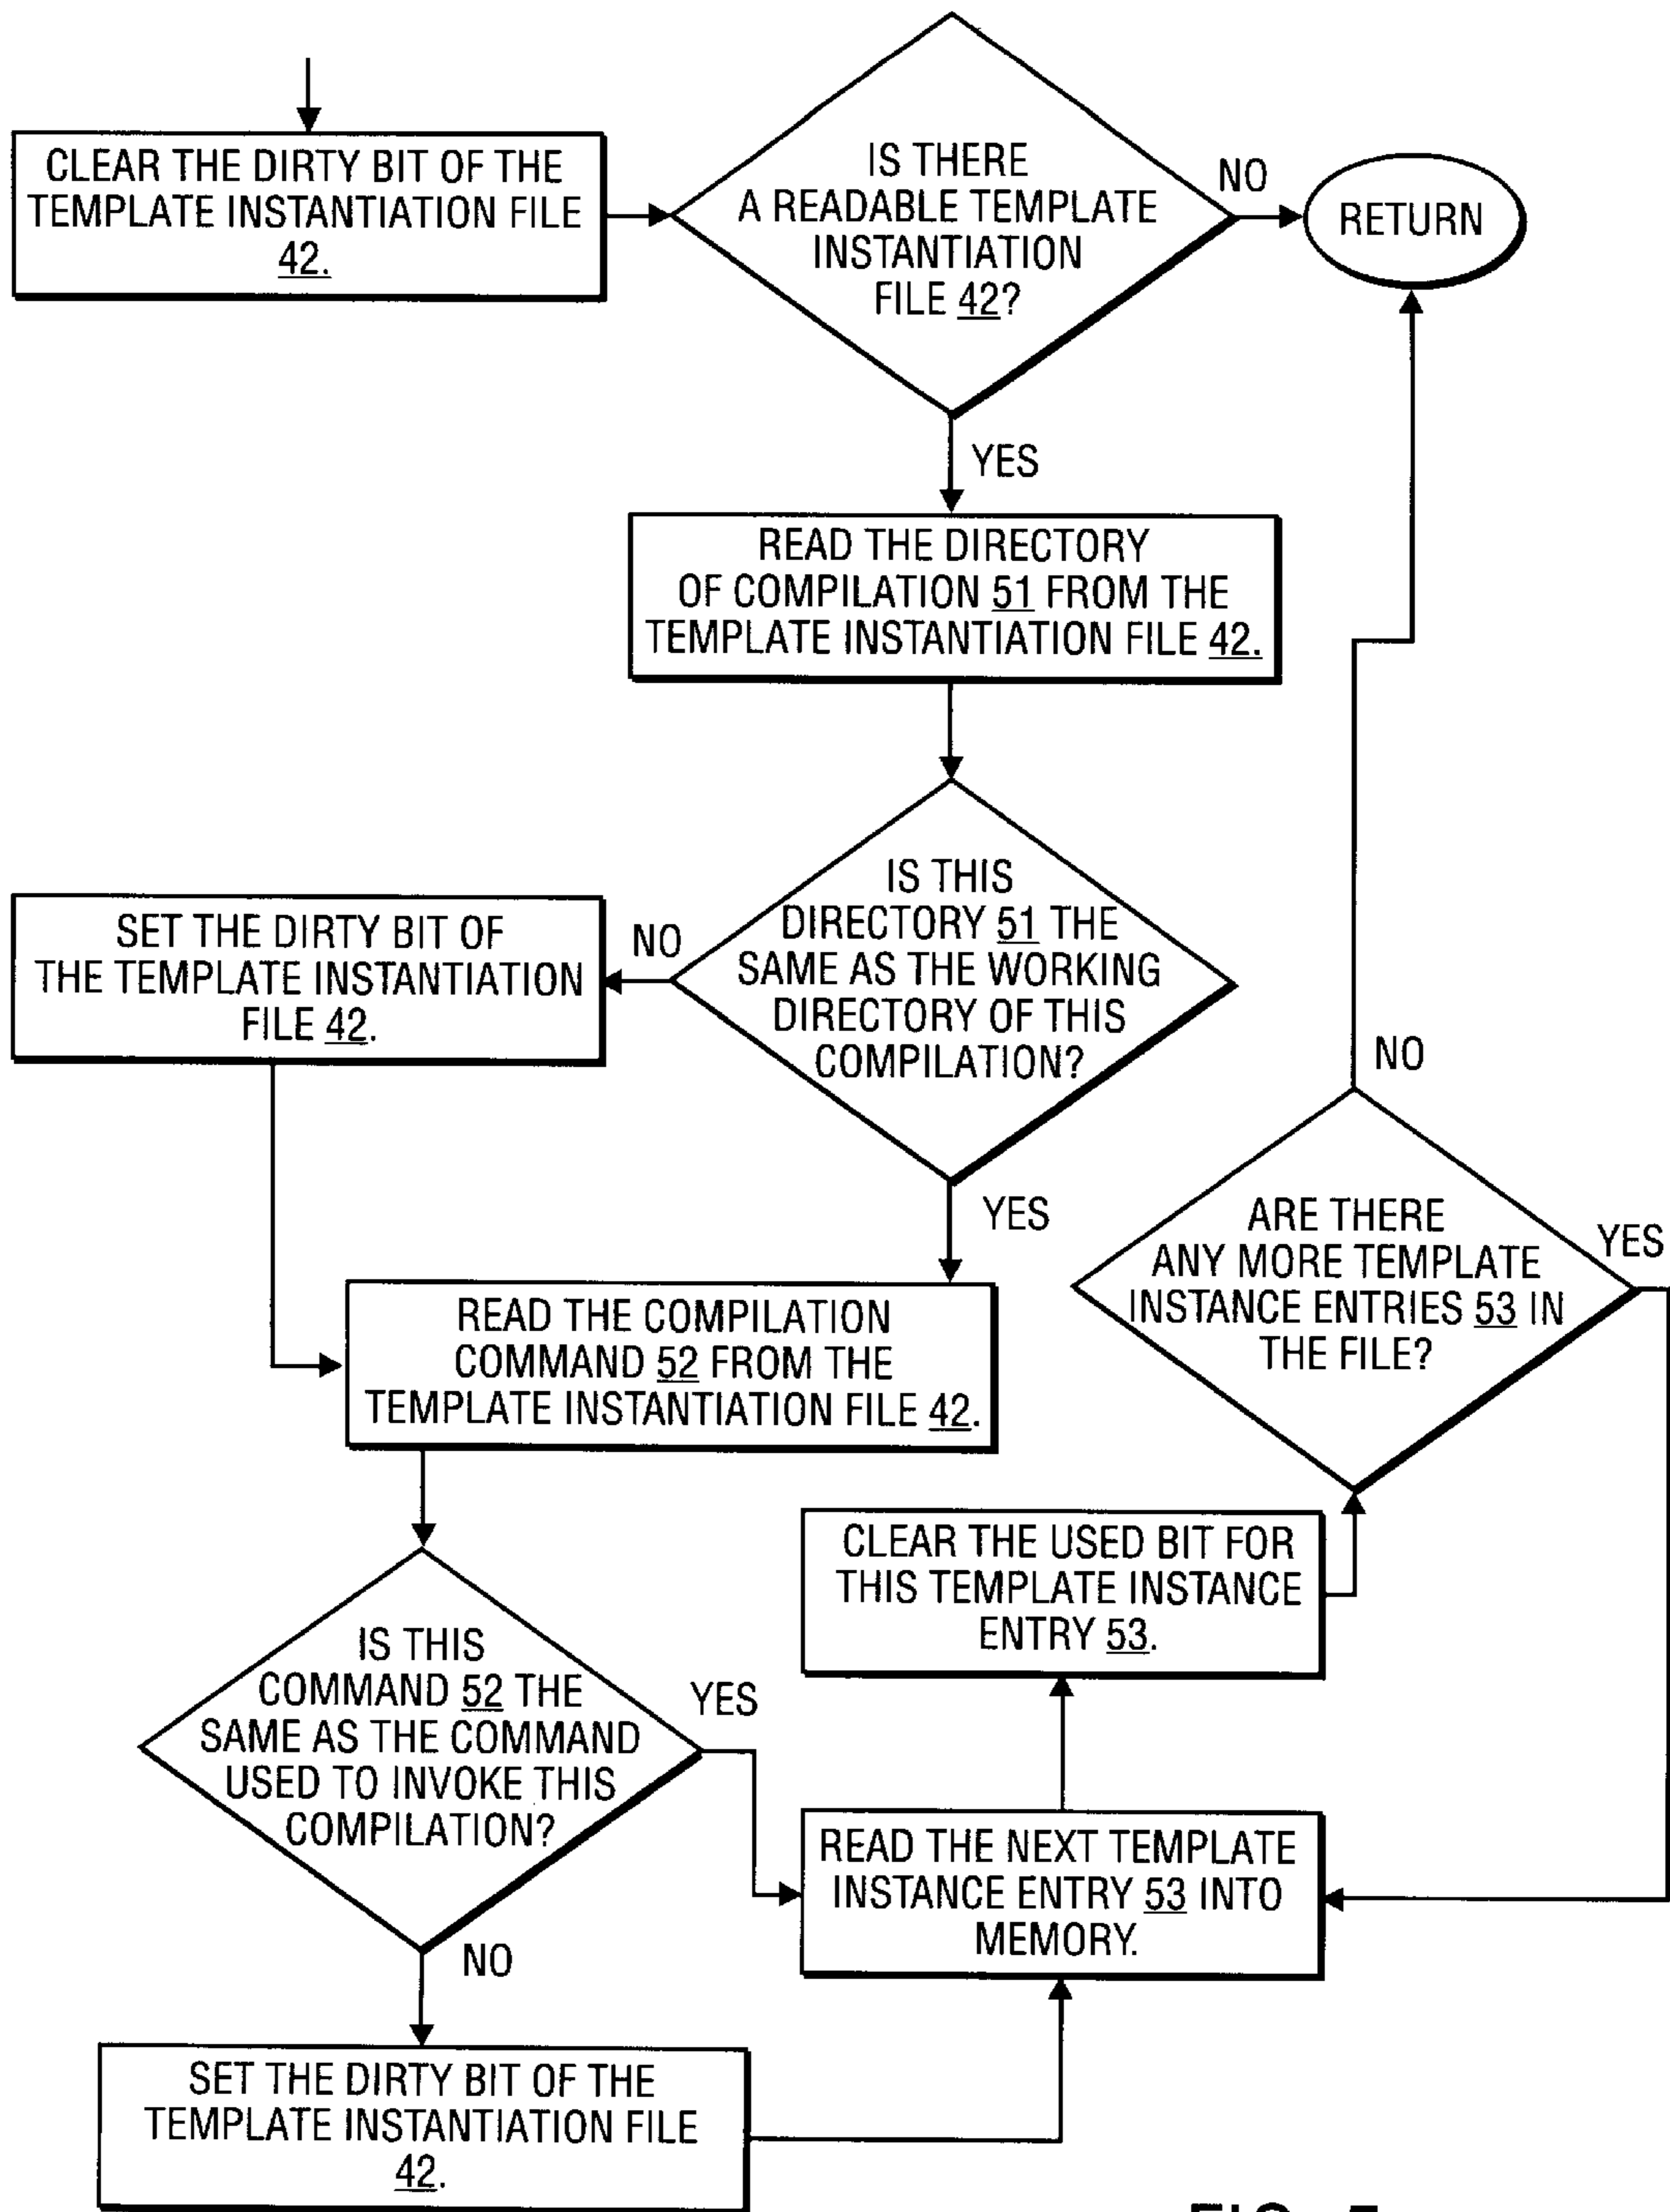 CLEAR THE DIRTY BIT OF THE
TEMPLATE INSTANTIATION FILE
42.
IS THERE
A READABLE TEMPLATE
INSTANTIATION
FILE 42?
NO
RETURN
YES
READ THE DIRECTORY
OF COMPILATION 51 FROM THE
TEMPLATE INSTANTIATION FILE 42.
IS THIS
DIRECTORY 51 THE
SAME AS THE WORKING
DIRECTORY OF THIS
COMPILATION?
NO
SET THE DIRTY BIT OF
THE TEMPLATE INSTANTIATION
FILE 42.
YES
READ THE COMPILATION
COMMAND 52 FROM THE
TEMPLATE INSTANTIATION FILE 42.
NO
ARE THERE
ANY MORE TEMPLATE
INSTANCE ENTRIES 53 IN
THE FILE?
YES
CLEAR THE USED BIT FOR
THIS TEMPLATE INSTANCE
ENTRY 53.
IS THIS
COMMAND 52 THE
SAME AS THE COMMAND
USED TO INVOKE THIS
COMPILATION?
YES
READ THE NEXT TEMPLATE
INSTANCE ENTRY 53 INTO
MEMORY.
NO
SET THE DIRTY BIT OF THE
TEMPLATE INSTANTIATION FILE
42.